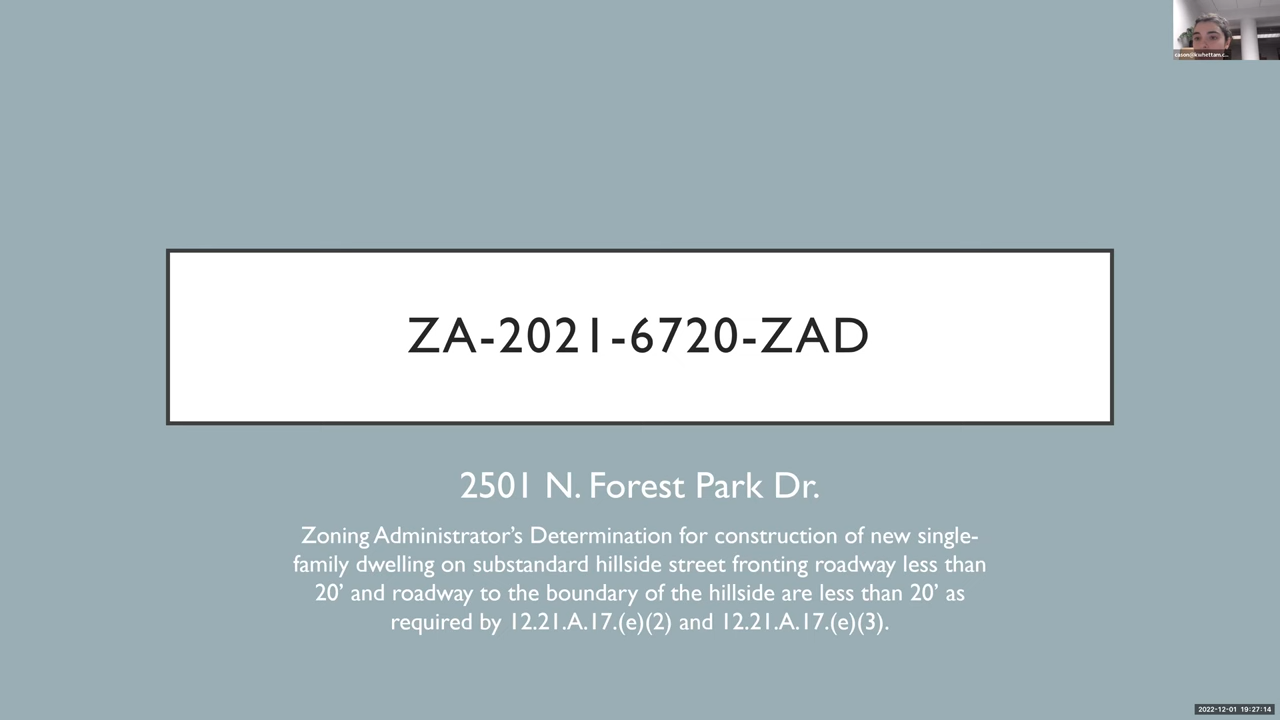 ZA-2021-6720-ZAD
2501 N. Forest Park Dr.
Zoning Administrator's Determination for construction of new single-
family dwelling on substandard hillside street fronting roadway less than
20' and roadway to the boundary of the hillside are less than 20' as
required by 12.21.A.17.(e)(2) and 12.21.A.17.(e)(3).
2022-12-01 19:27:14